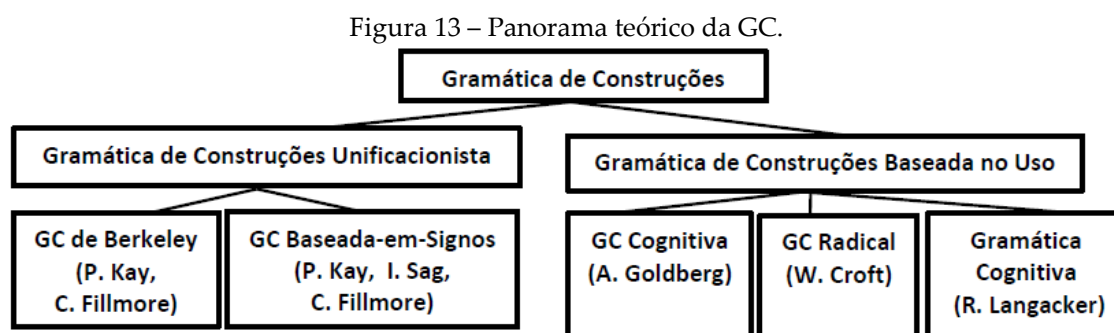 Figura 13 – Panorama teórico da GC.
Gramática de Construções
Gramática de Construções Unificacionista
Gramática de Construções Baseada no Uso
GC de Berkeley
(P. Kay,
C. Fillmore)
GC Baseada-em-Signos
(P. Kay, I. Sag,
C. Fillmore)
GC Cognitiva
(A. Goldberg)
GC Radical
(W. Croft)
Gramática
Cognitiva
(R. Langacker)